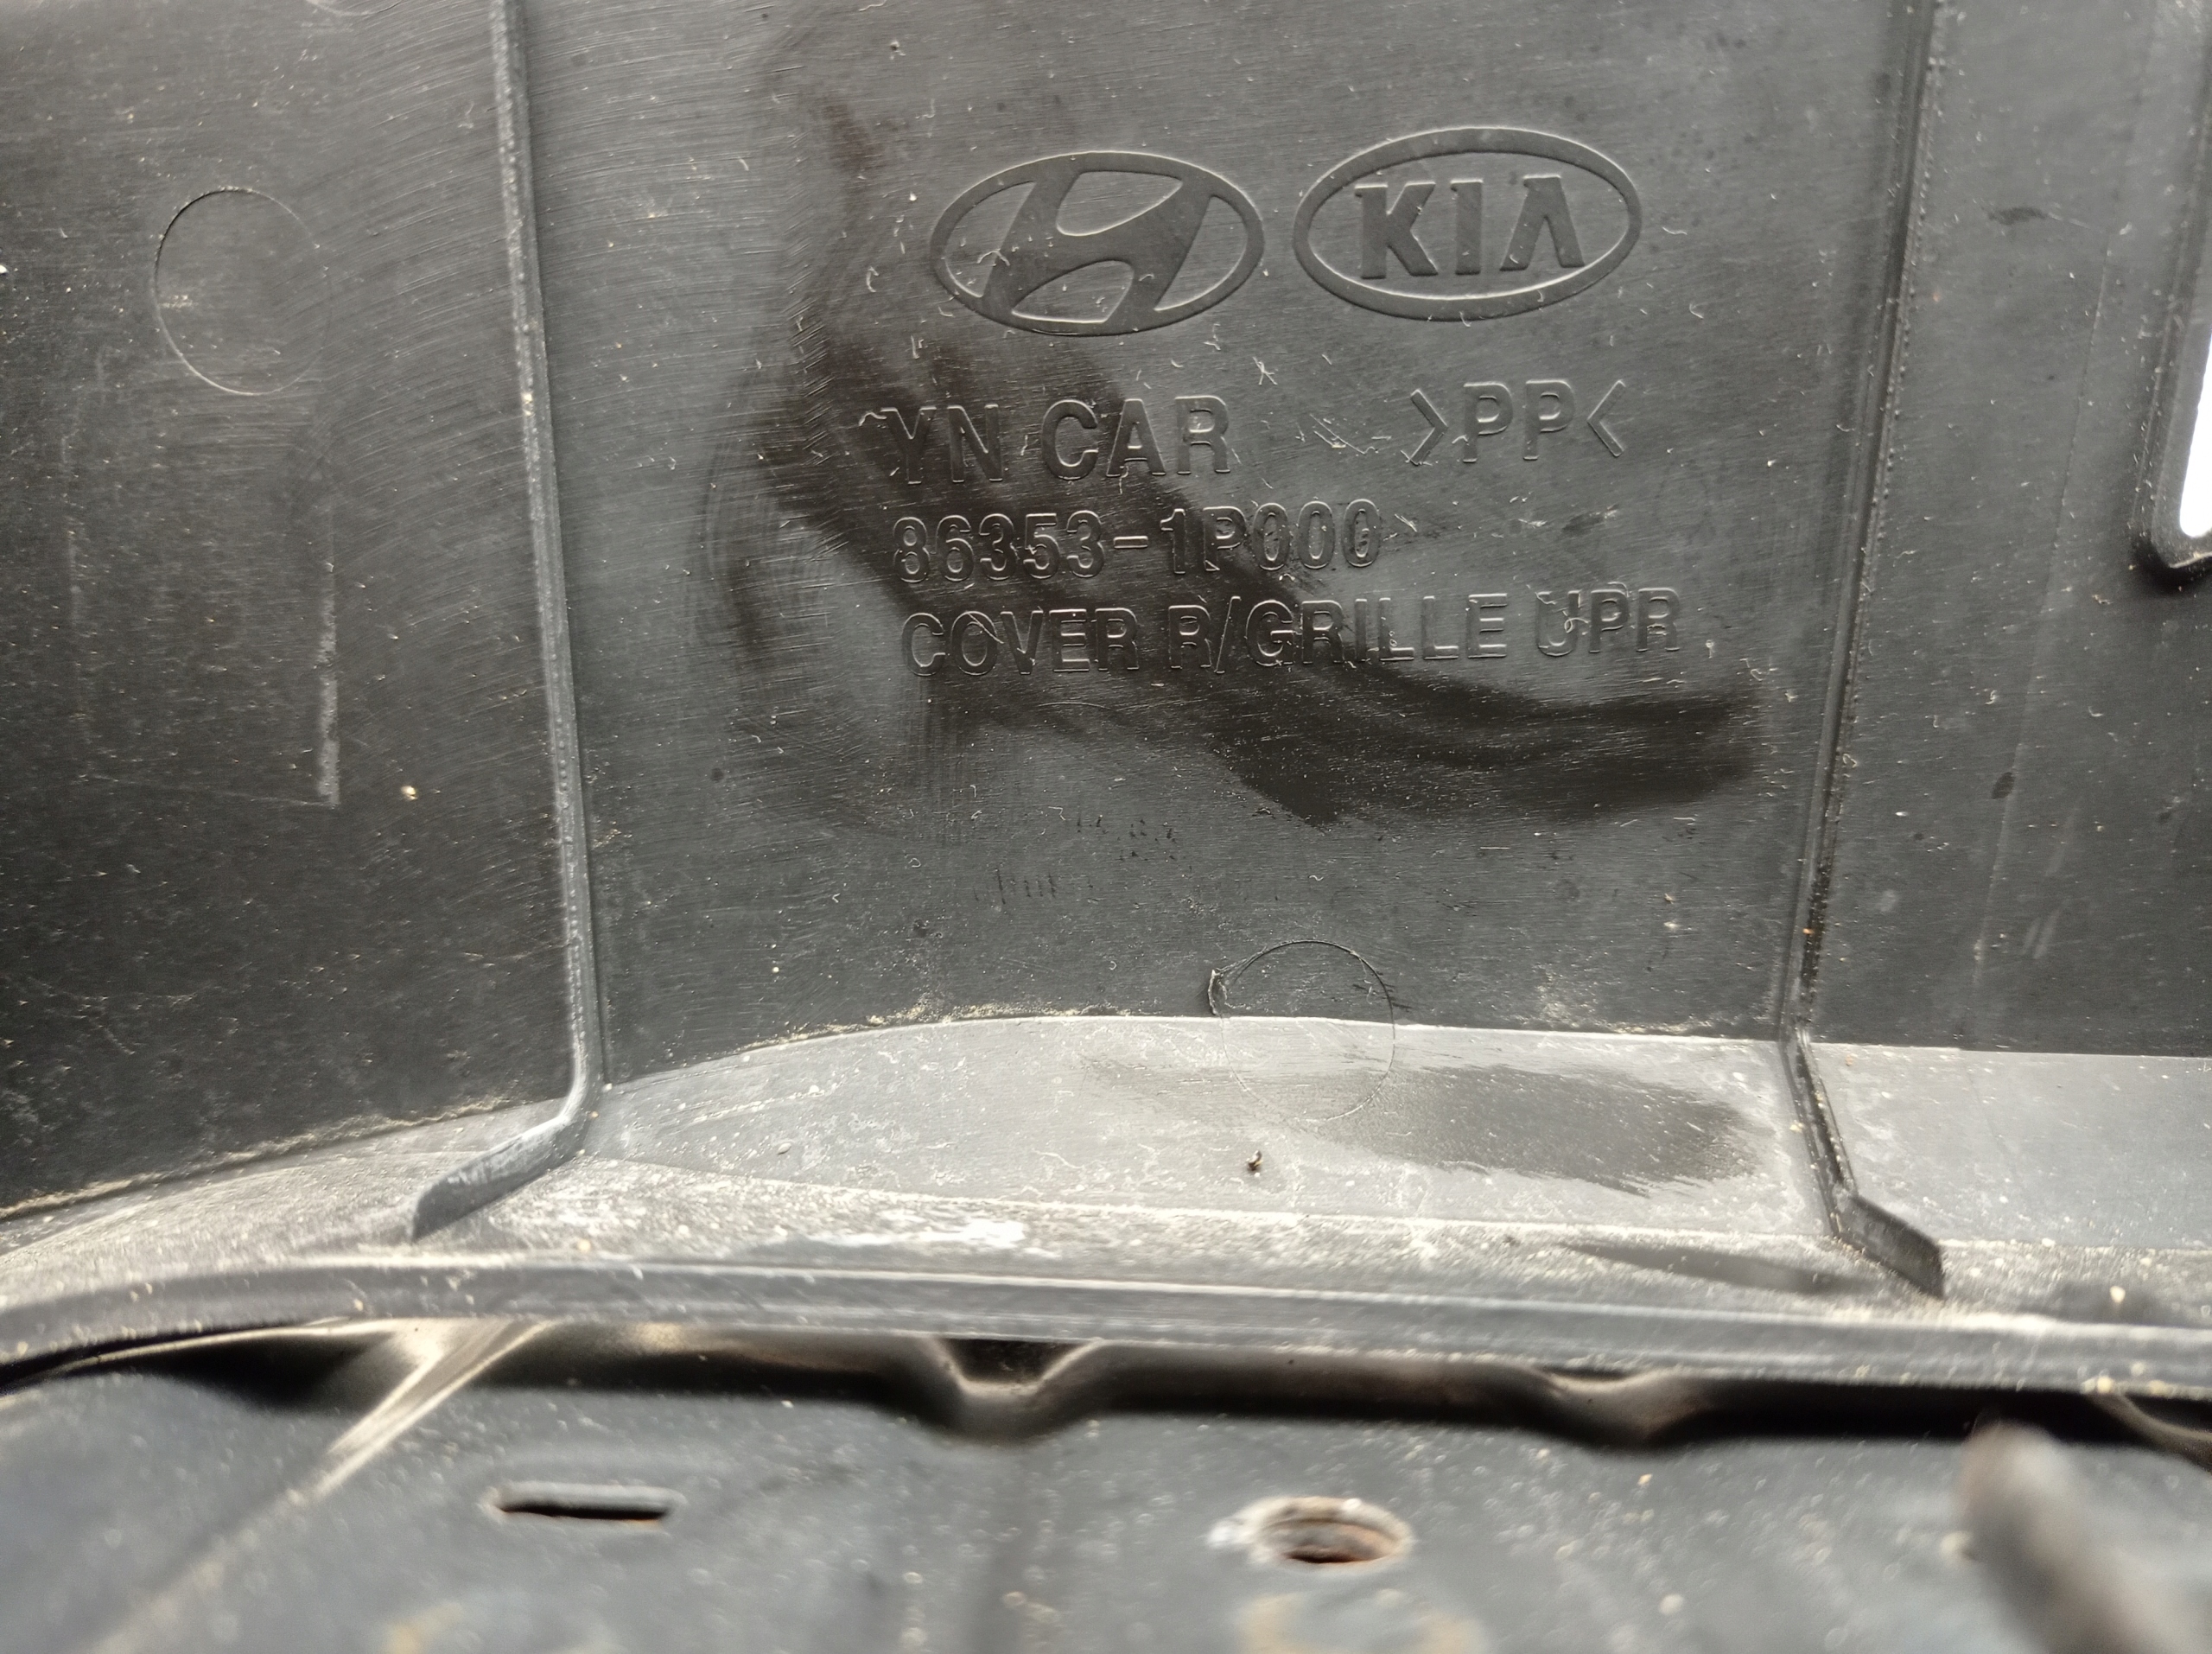 KIA
YN CAR >PP<
86353-1P000
COVER R/GRILLE UPR